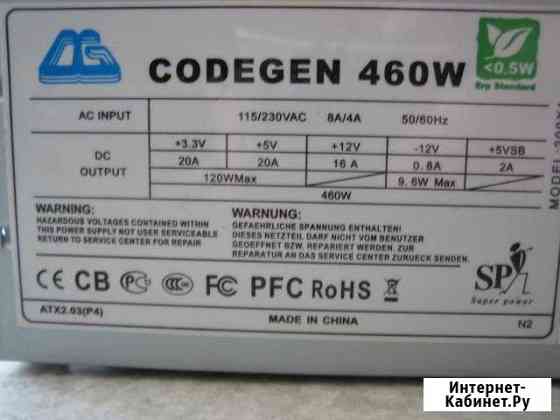 CODEGEN 460W
<0.5W
Erp Standard
AC INPUT 115/230VAC 8A/4A 50/60Hz
DC OUTPUT +3.3V +5V +12V -12V +5VSB
20A 20A 16A 0.8A 2A
120WMax 9.6W Max
460W
WARNING:
HAZARDOUS VOLTAGES CONTAINED WITHIN
THIS POWER SUPPLY NOT USER SERVICEABLE
RETURN TO SERVICE CENTER FOR REPAIR
WARNUNG:
GEFAEHRLICHE SPANNUNG ENTHALTEN!
DIESES NETZTEIL DARF NICHT VOM BENUTZER
GEOEFFNET BZW. REPARIERT WERDEN. ZUR
REPARATUR AN DAS SERVICE CENTER ZURUECK SENDEN.
CE CB PC CCC FC PFC RoHS
SP
Super power
ATX2.03(P4)
MADE IN CHINA
N2
MODEL:
Интернет-
Кабинет.Ру